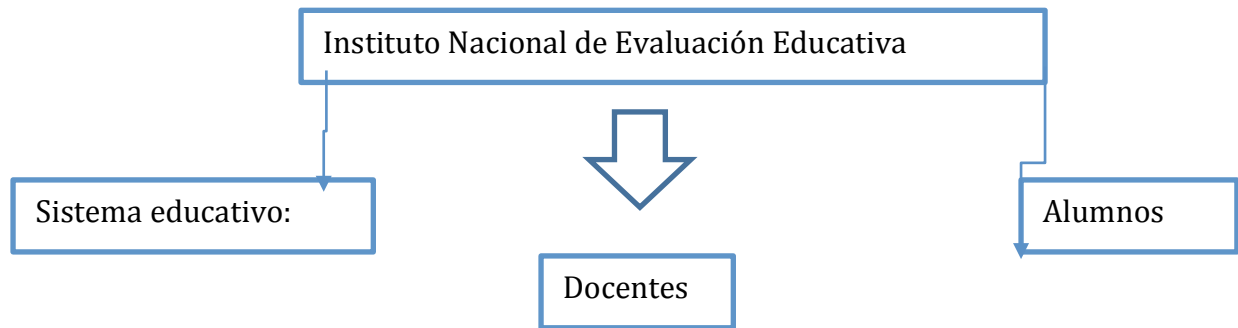 Instituto Nacional de Evaluación Educativa
Sistema educativo:
Alumnos
Docentes